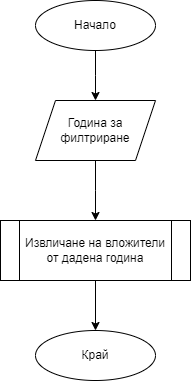 Начало
Година за
филтриране
Извличане на вложители
от дадена година
Край